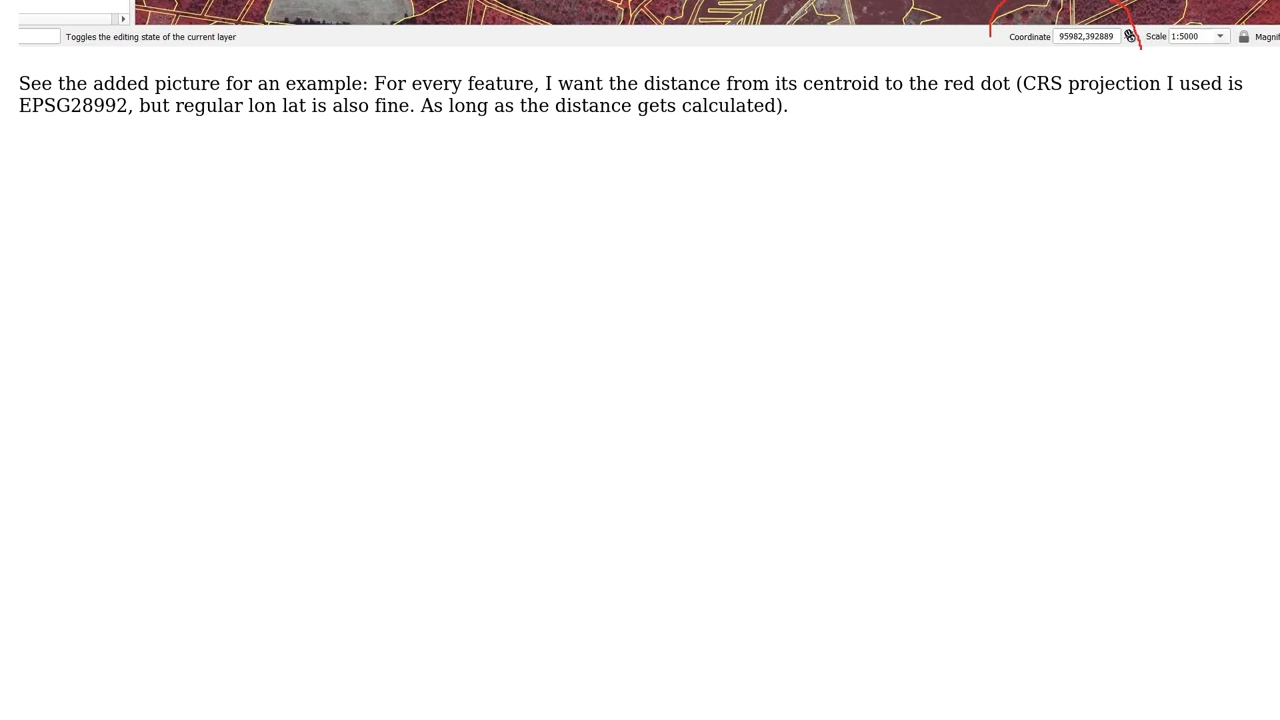 Toggles the editing state of the current layer Coordinate 95982,392889 Scale 1:5000 Magnif
See the added picture for an example: For every feature, I want the distance from its centroid to the red dot (CRS projection I used is
EPSG28992, but regular lon lat is also fine. As long as the distance gets calculated).